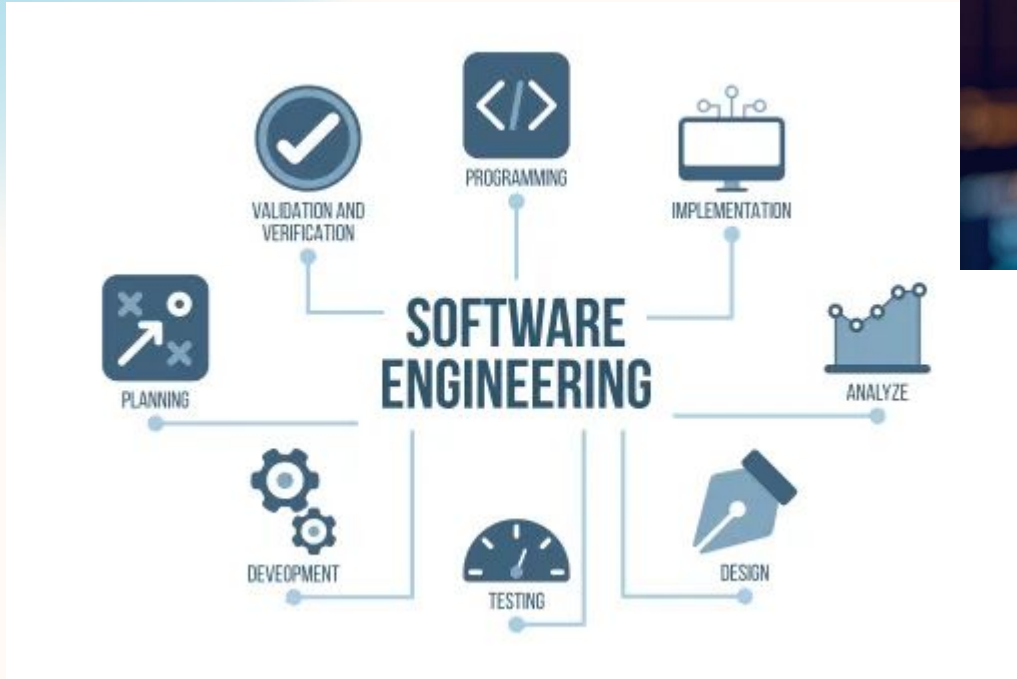 PROGRAMMING
VALIDATION AND
VERIFICATION
IMPLEMENTATION
SOFTWARE
ENGINEERING
PLANNING
ANALYZE
DEVEOPMENT
TESTING
DESIGN